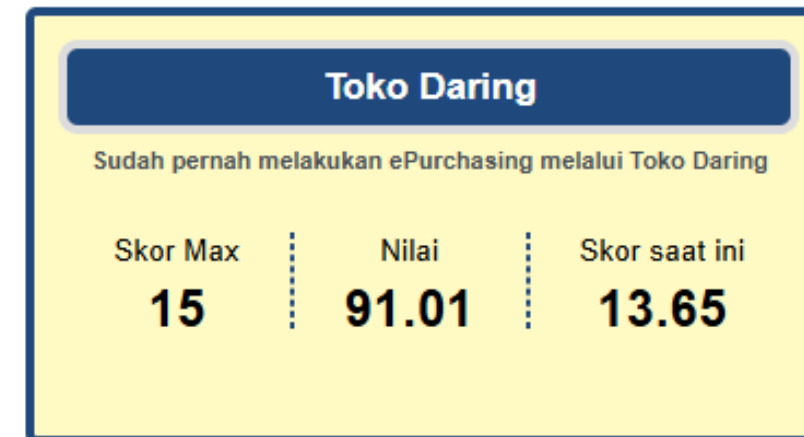 Toko Daring
Sudah pernah melakukan ePurchasing melalui Toko Daring
Skor Max Nilai Skor saat ini
15 91.01 13.65